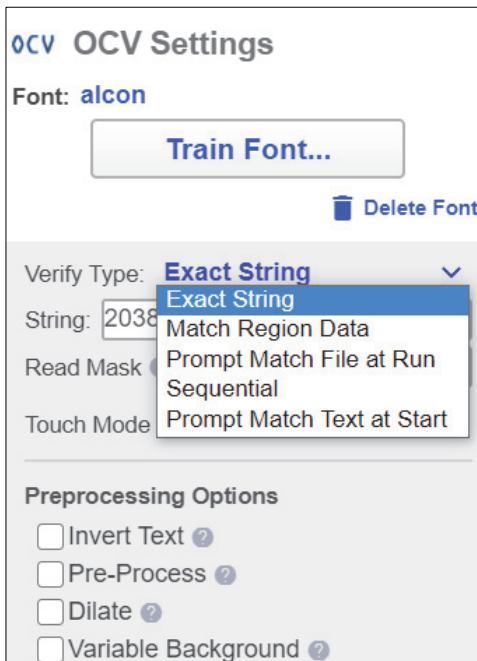 OCV OCV Settings
Font: alcon
Train Font...
Delete Font
Verify Type: Exact String
Exact String
String: 2038
Match Region Data
Read Mask
Prompt Match File at Run
Sequential
Touch Mode
Prompt Match Text at Start
Preprocessing Options
Invert Text ?
Pre-Process ?
Dilate ?
Variable Background ?